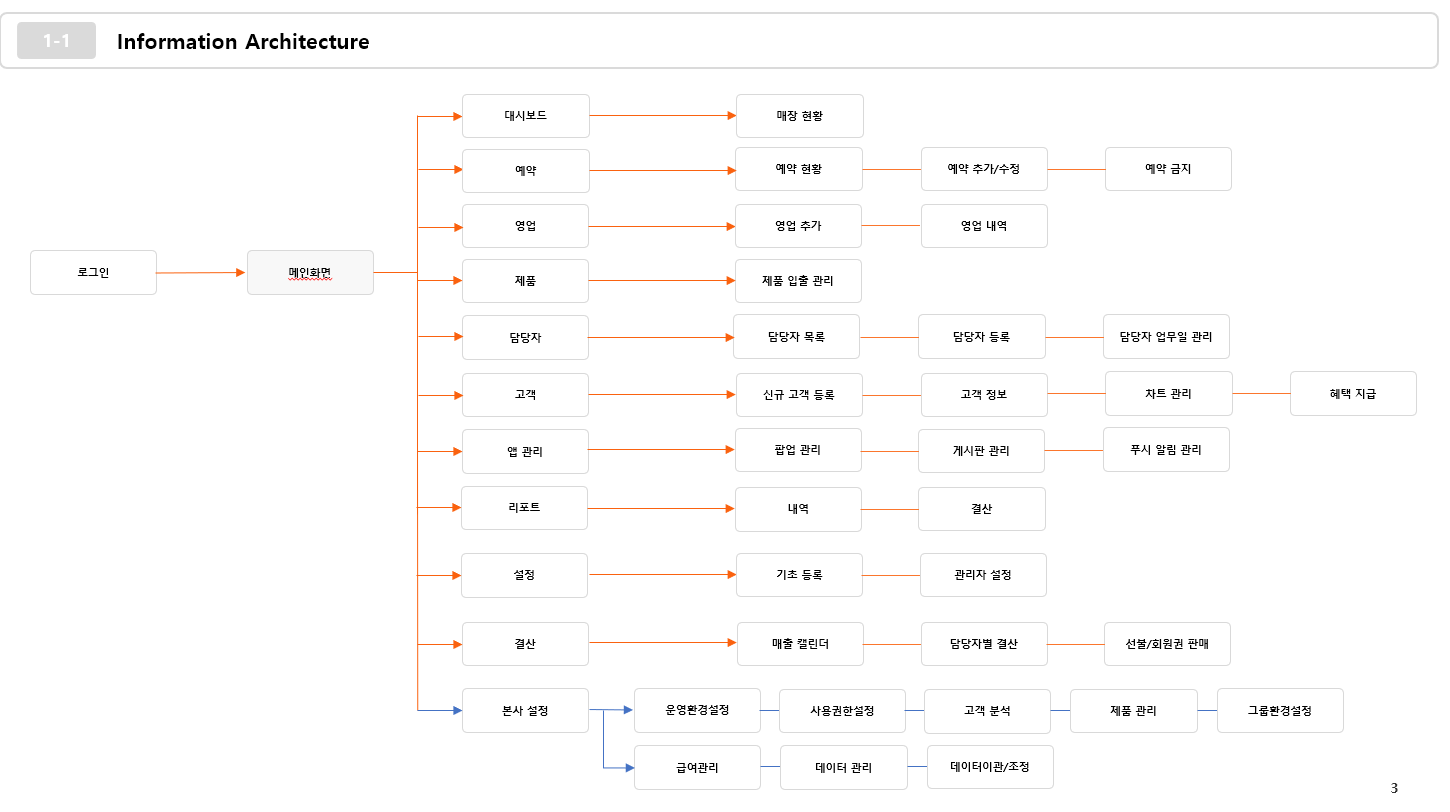 1-1
Information Architecture
로그인
메인화면
대시보드
매장 현황
예약
예약 현황
예약 추가/수정
예약 금지
영업
영업 추가
영업 내역
제품
제품 입출 관리
담당자
담당자 목록
담당자 등록
담당자 업무일 관리
고객
신규 고객 등록
고객 정보
차트 관리
혜택 지급
앱 관리
팝업 관리
게시판 관리
푸시 알림 관리
리포트
내역
결산
설정
기초 등록
관리자 설정
결산
매출 캘린더
담당자별 결산
선불/회원권 판매
본사 설정
운영환경설정
사용권한설정
고객 분석
제품 관리
그룹환경설정
급여관리
데이터 관리
데이터이관/조정
3